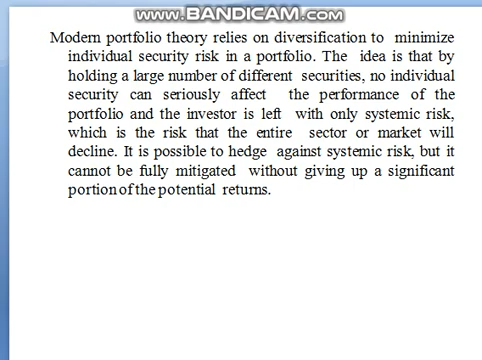 www.BANDICAM.com
Modern portfolio theory relies on diversification to minimize
individual security risk in a portfolio. The idea is that by
holding a large number of different securities, no individual
security can seriously affect the performance of the
portfolio and the investor is left with only systemic risk,
which is the risk that the entire sector or market will
decline. It is possible to hedge against systemic risk, but it
cannot be fully mitigated without giving up a significant
portion of the potential returns.